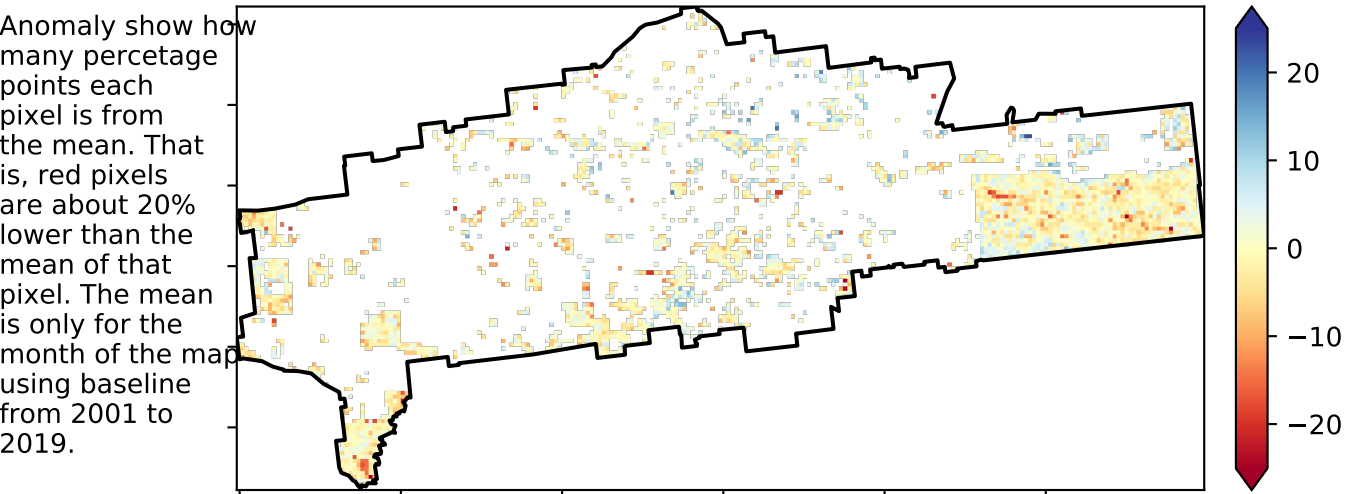 Anomaly show how
many percetage
points each
pixel is from
the mean. That
is, red pixels
are about 20%
lower than the
mean of that
pixel. The mean
is only for the
month of the map
using baseline
from 2001 to
2019.
20
10
0
−10
−20